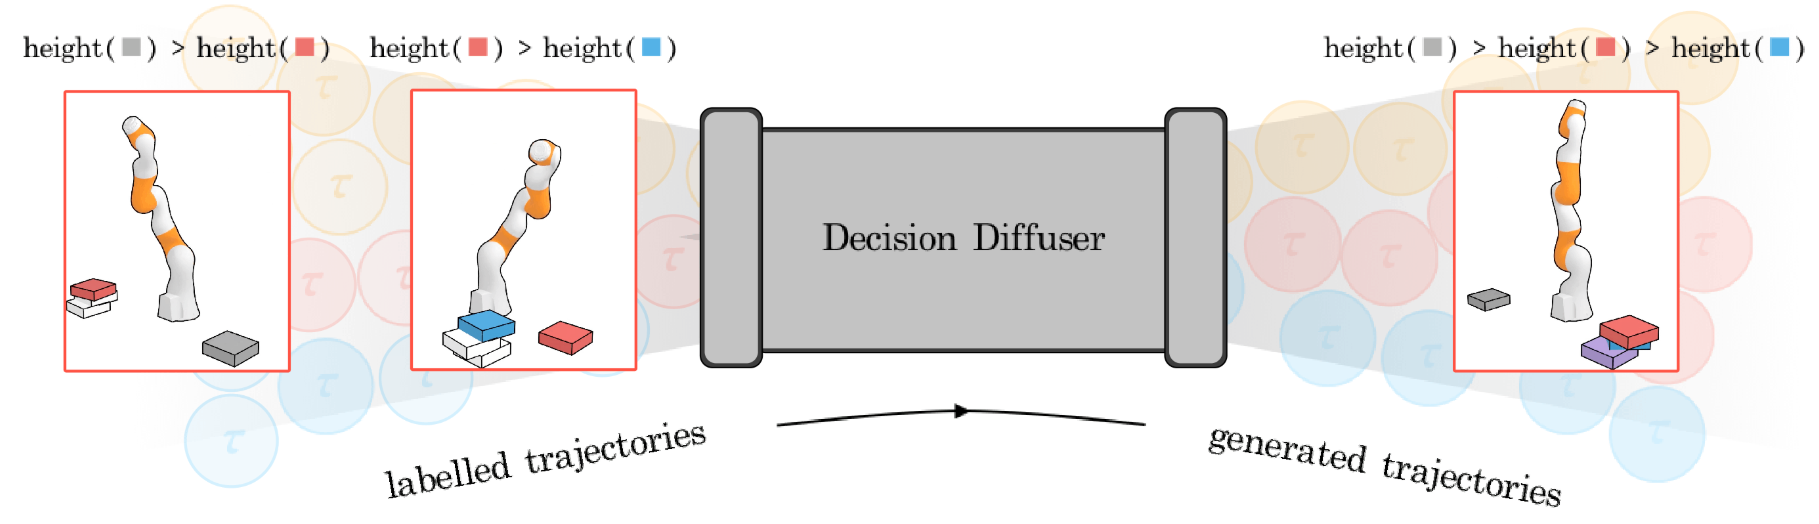 height(■) > height(■)
height(■) > height(■)
height(■) > height(■) > height(■)
τ τ τ τ τ τ τ τ τ
Decision Diffuser
τ τ τ τ τ τ τ τ τ τ
labelled trajectories
generated trajectories